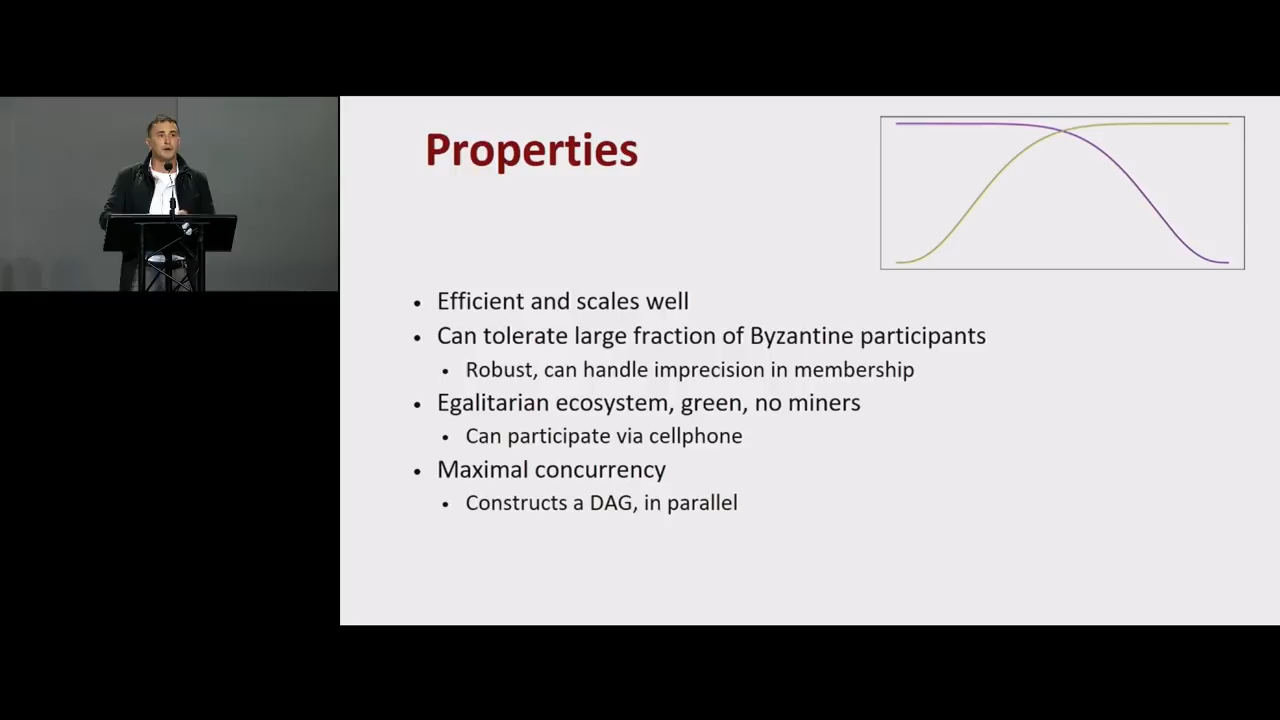 Properties
Efficient and scales well
Can tolerate large fraction of Byzantine participants
Robust, can handle imprecision in membership
Egalitarian ecosystem, green, no miners
Can participate via cellphone
Maximal concurrency
Constructs a DAG, in parallel